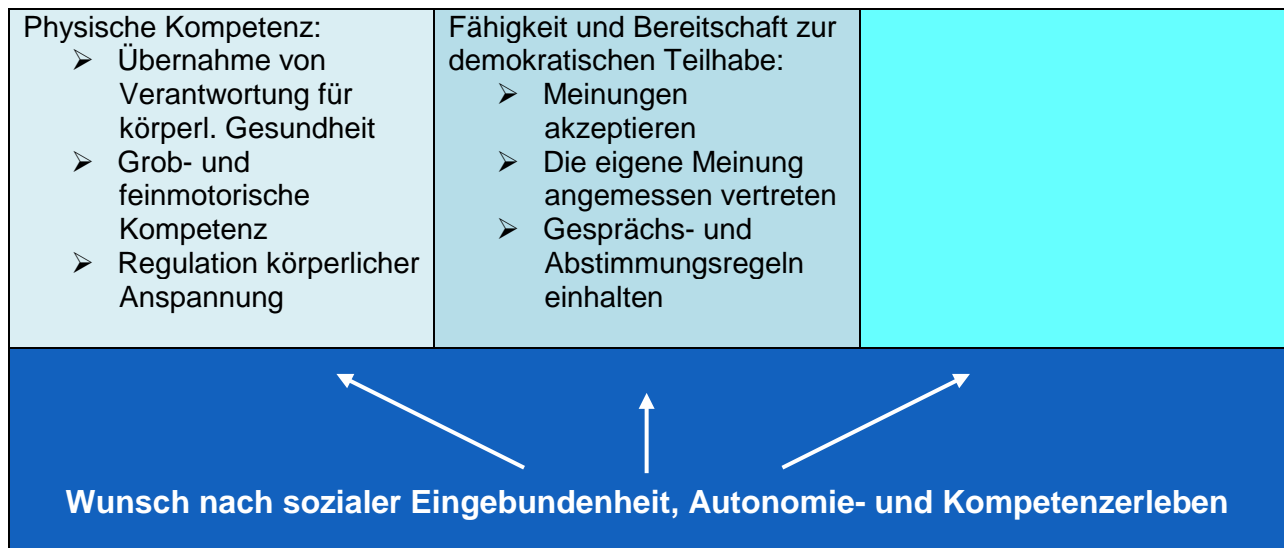 Physische Kompetenz:
➢ Übernahme von
Verantwortung für
körperl. Gesundheit
➢ Grob- und
feinmotorische
Kompetenz
➢ Regulation körperlicher
Anspannung
Fähigkeit und Bereitschaft zur
demokratischen Teilhabe:
➢ Meinungen
akzeptieren
➢ Die eigene Meinung
angemessen vertreten
➢ Gesprächs- und
Abstimmungsregeln
einhalten
Wunsch nach sozialer Eingebundenheit, Autonomie- und Kompetenzerleben